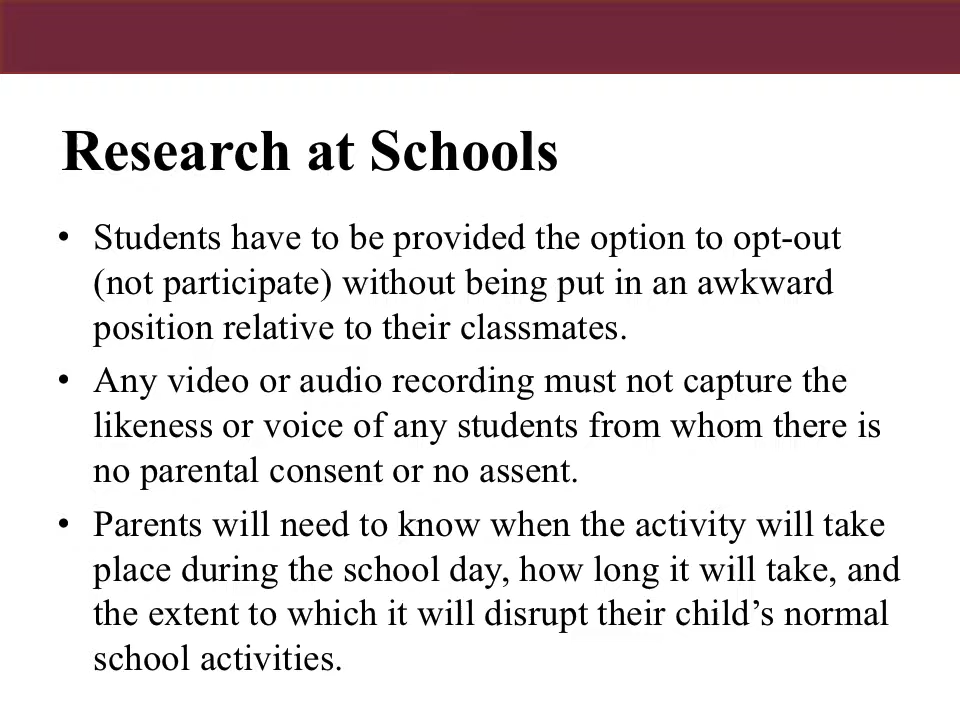 Research at Schools
• Students have to be provided the option to opt-out
(not participate) without being put in an awkward
position relative to their classmates.
• Any video or audio recording must not capture the
likeness or voice of any students from whom there is
no parental consent or no assent.
• Parents will need to know when the activity will take
place during the school day, how long it will take, and
the extent to which it will disrupt their child’s normal
school activities.